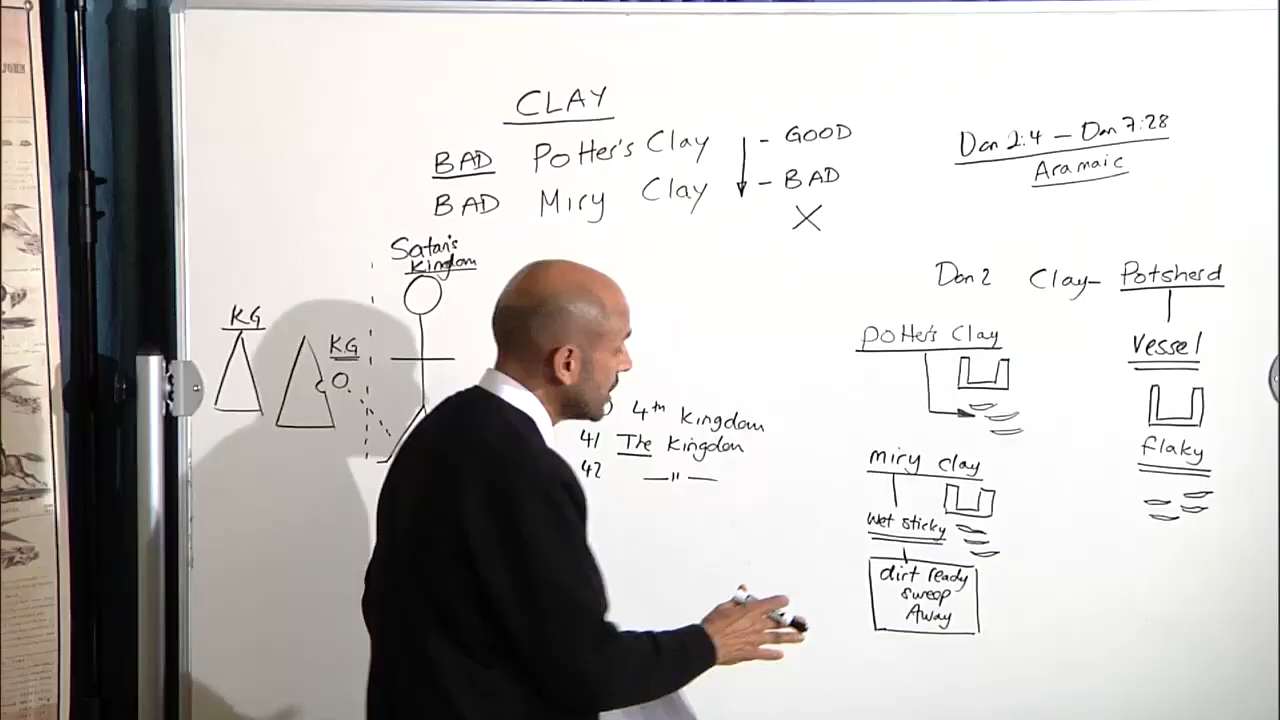 CLAY
BAD Potter's Clay - GOOD
BAD Miry Clay - BAD
X
Dan 2:4 - Dan 7:28
Aramaic
Satan's
Kingdom
KG
KG
4th kingdom
41 The Kingdom
42 —"—
Dan 2 Clay- Potsherd
Potter's Clay
Vessel
flaky
miry clay
wet sticky
dirt ready
sweep
Away